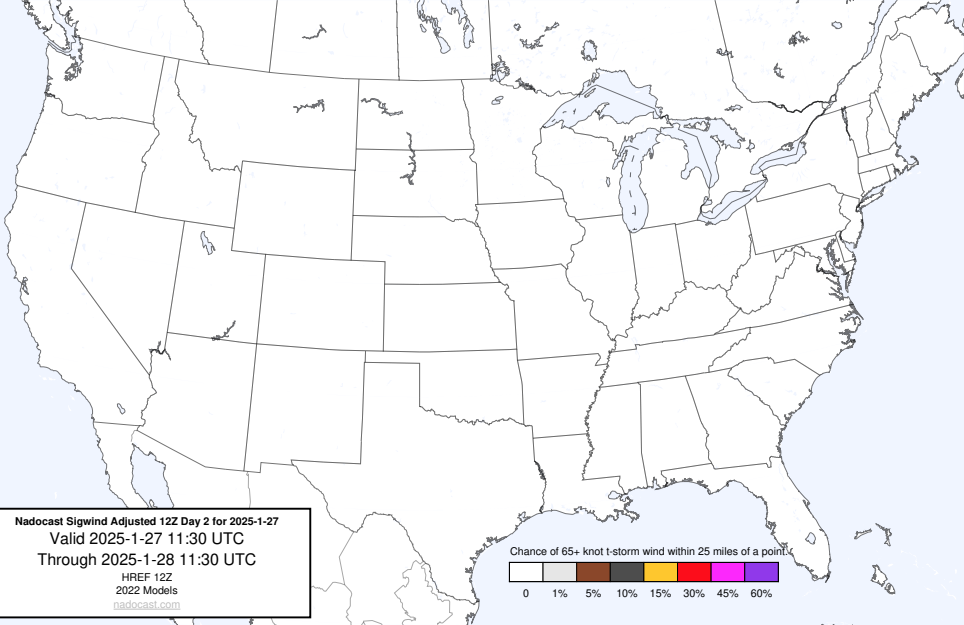 Nadocast Sigwind Adjusted 12Z Day 2 for 2025-1-27
Valid 2025-1-27 11:30 UTC
Through 2025-1-28 11:30 UTC
HREF 12Z
2022 Models
nadocast.com
Chance of 65+ knot t-storm wind within 25 miles of a point.
0 1% 5% 10% 15% 30% 45% 60%